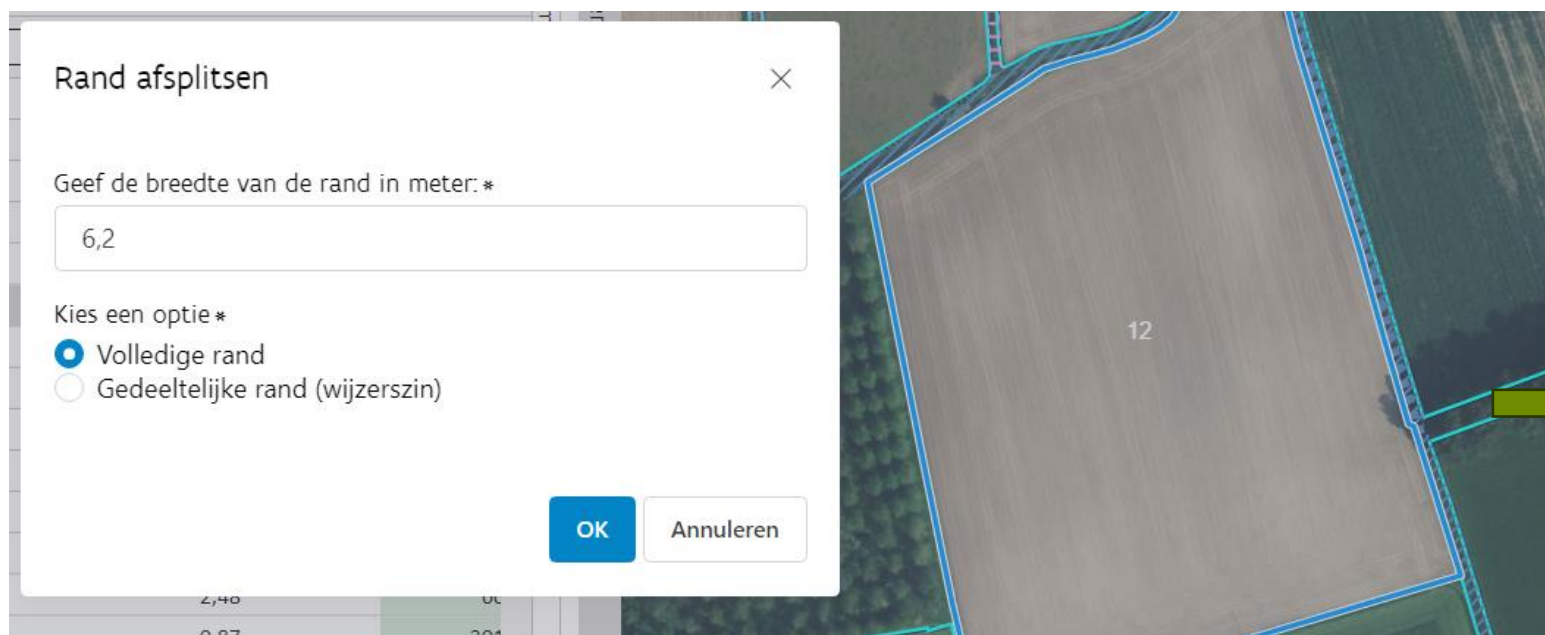 Rand afsplitsen
Geef de breedte van de rand in meter: *
6,2
Kies een optie *
Volledige rand
Gedeeltelijke rand (wijzerszin)
OK
Annuleren
12
2,48